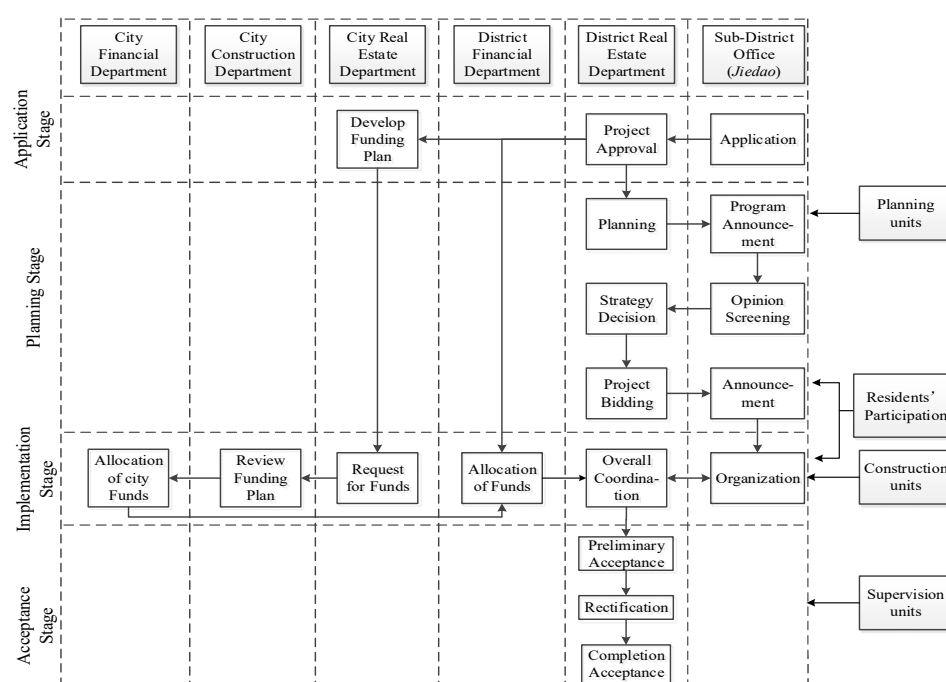 City
Financial
Department
City
Construction
Department
City Real
Estate
Department
District
Financial
Department
District Real
Estate
Department
Sub-District
Office
(Jiedao)
Application
Stage
Develop
Funding
Plan
Project
Approval
Application
Planning Stage
Planning
Program
Announce-
ment
Planning
units
Strategy
Decision
Opinion
Screening
Project
Bidding
Announce-
ment
Residents'
Participation
Implementation
Stage
Allocation
of city
Funds
Review
Funding
Plan
Request
for Funds
Allocation
of Funds
Overall
Coordina-
tion
Organization
Construction
units
Acceptance
Stage
Preliminary
Acceptance
Rectification
Completion
Acceptance
Supervision
units